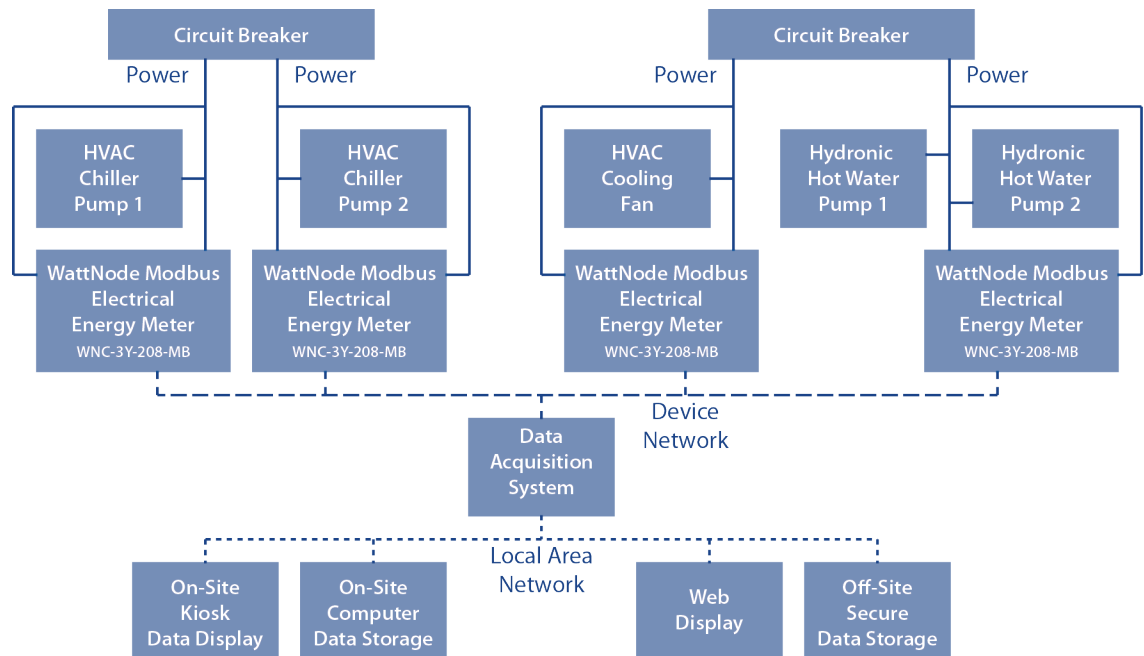 Circuit Breaker
Circuit Breaker
Power
Power
Power
Power
HVAC
Chiller
Pump 1
HVAC
Chiller
Pump 2
HVAC
Cooling
Fan
Hydronic
Hot Water
Pump 1
Hydronic
Hot Water
Pump 2
WattNode Modbus
Electrical
Energy Meter
WNC-3Y-208-MB
WattNode Modbus
Electrical
Energy Meter
WNC-3Y-208-MB
WattNode Modbus
Electrical
Energy Meter
WNC-3Y-208-MB
WattNode Modbus
Electrical
Energy Meter
WNC-3Y-208-MB
Device
Network
Data
Acquisition
System
Local Area
Network
On-Site
Kiosk
Data Display
On-Site
Computer
Data Storage
Web
Display
Off-Site
Secure
Data Storage